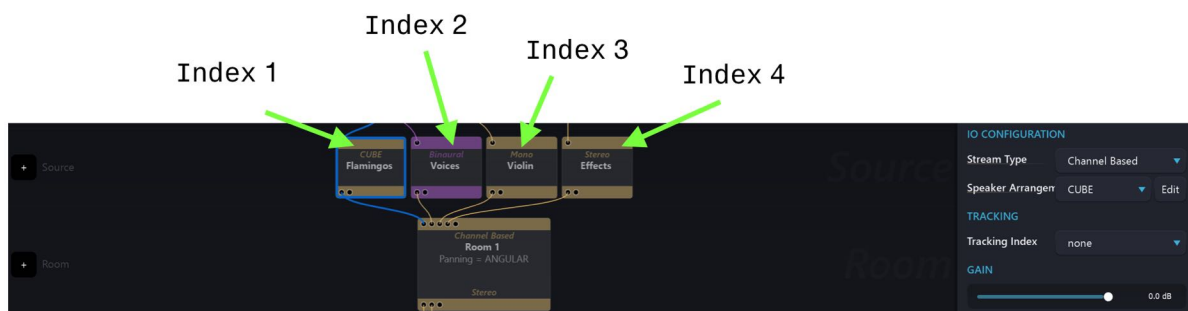 Index 1
Index 2
Index 3
Index 4
+ Source
CUBE
Flamingos
Binaural
Voices
Mono
Violin
Stereo
Effects
Source
+ Room
Channel Based
Room 1
Panning = ANGULAR
Stereo
Room
IO CONFIGURATION
Stream Type Channel Based
Speaker Arrangem CUBE Edit
TRACKING
Tracking Index none
GAIN
0.0 dB